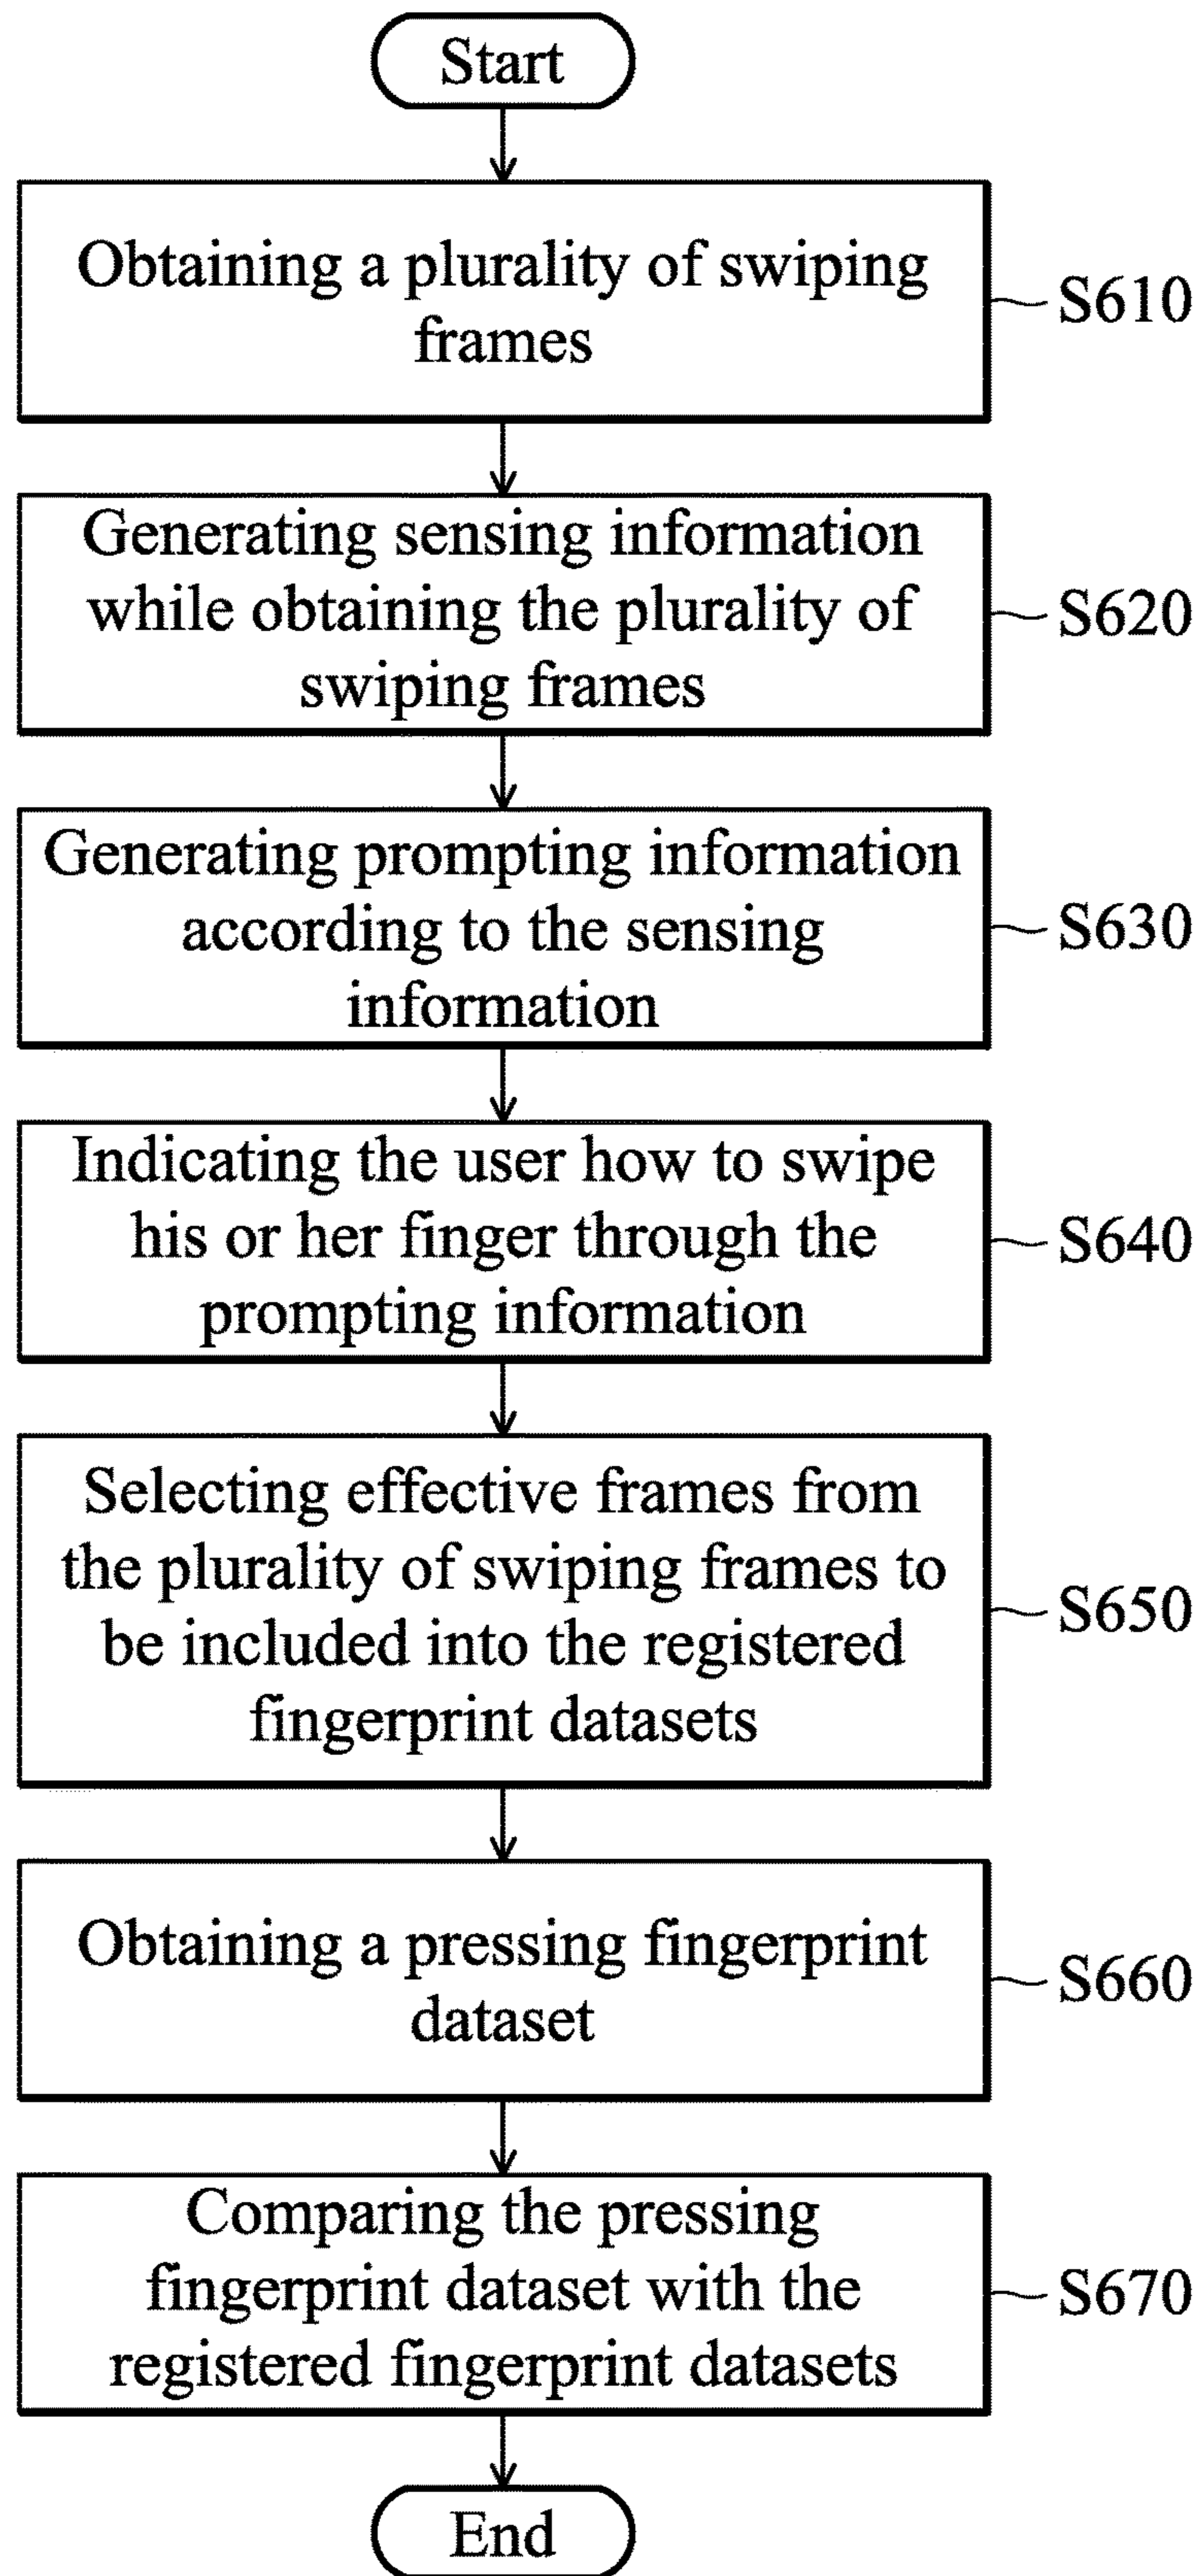 Start
Obtaining a plurality of swiping
frames
S610
Generating sensing information
while obtaining the plurality of
swiping frames
S620
Generating prompting information
according to the sensing
information
S630
Indicating the user how to swipe
his or her finger through the
prompting information
S640
Selecting effective frames from
the plurality of swiping frames to
be included into the registered
fingerprint datasets
S650
Obtaining a pressing fingerprint
dataset
S660
Comparing the pressing
fingerprint dataset with the
registered fingerprint datasets
S670
End